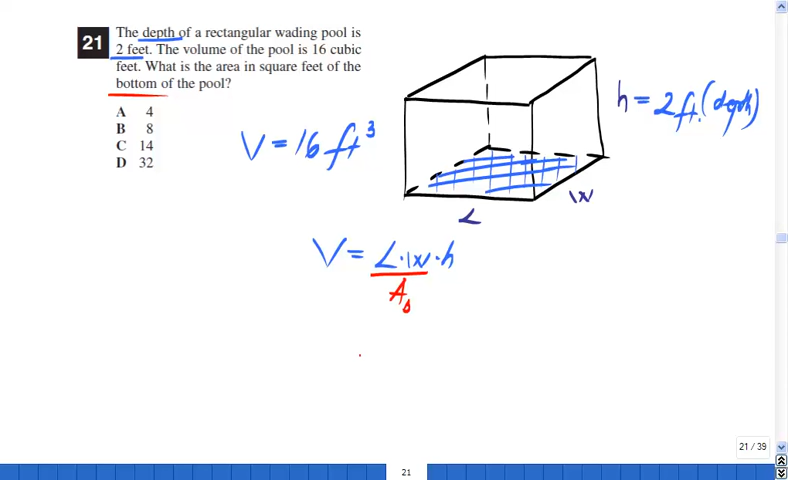 21
The depth of a rectangular wading pool is
2 feet. The volume of the pool is 16 cubic
feet. What is the area in square feet of the
bottom of the pool?
A 4
B 8
C 14
D 32
V = 16 ft³
h = 2 ft. (depth)
L
W
V = L · W · h
A_b
21 / 39
21